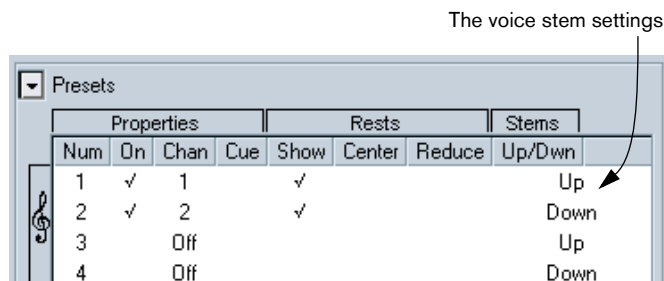 The voice stem settings
Presets
Properties Rests Stems
Num On Chan Cue Show Center Reduce Up/Dwn
1 √ 1 √ Up
2 √ 2 √ Down
3 Off Up
4 Off Down